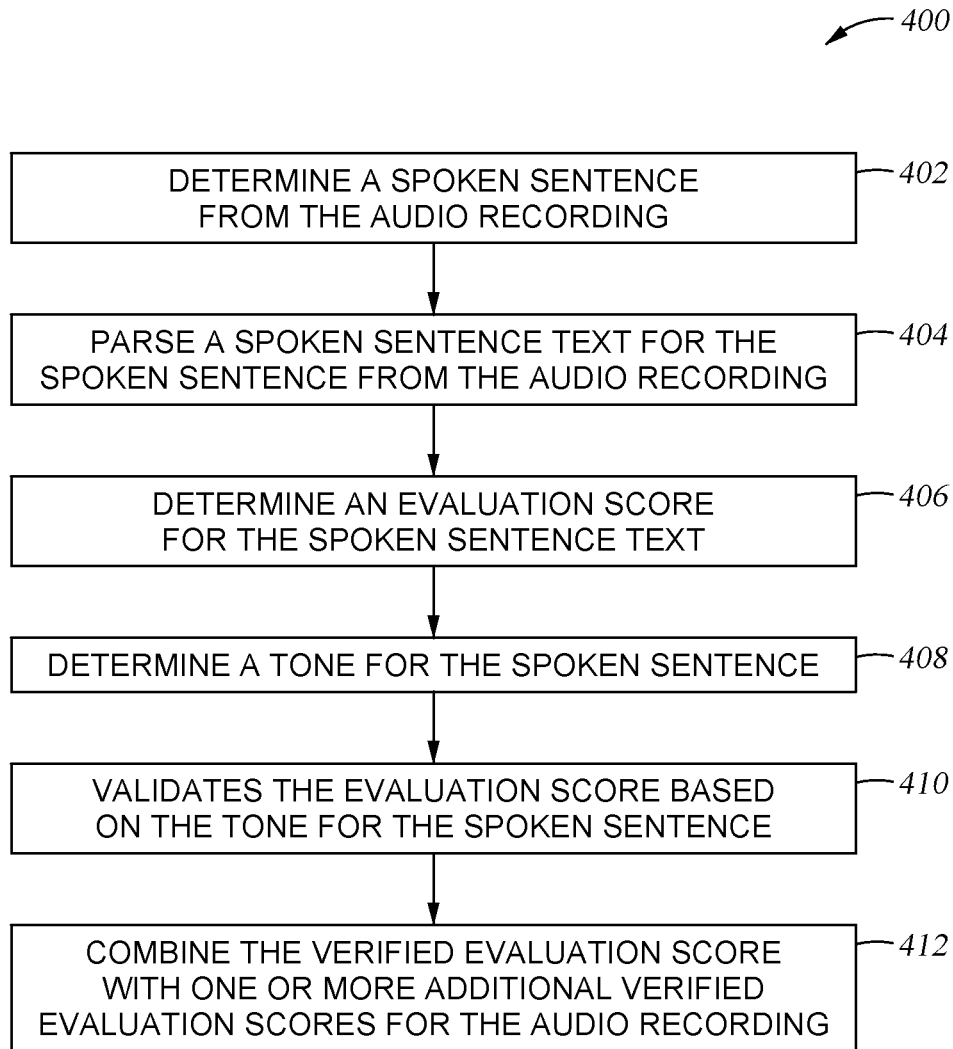 400
DETERMINE A SPOKEN SENTENCE
FROM THE AUDIO RECORDING
402
PARSE A SPOKEN SENTENCE TEXT FOR THE
SPOKEN SENTENCE FROM THE AUDIO RECORDING
404
DETERMINE AN EVALUATION SCORE
FOR THE SPOKEN SENTENCE TEXT
406
DETERMINE A TONE FOR THE SPOKEN SENTENCE
408
VALIDATES THE EVALUATION SCORE BASED
ON THE TONE FOR THE SPOKEN SENTENCE
410
COMBINE THE VERIFIED EVALUATION SCORE
WITH ONE OR MORE ADDITIONAL VERIFIED
EVALUATION SCORES FOR THE AUDIO RECORDING
412